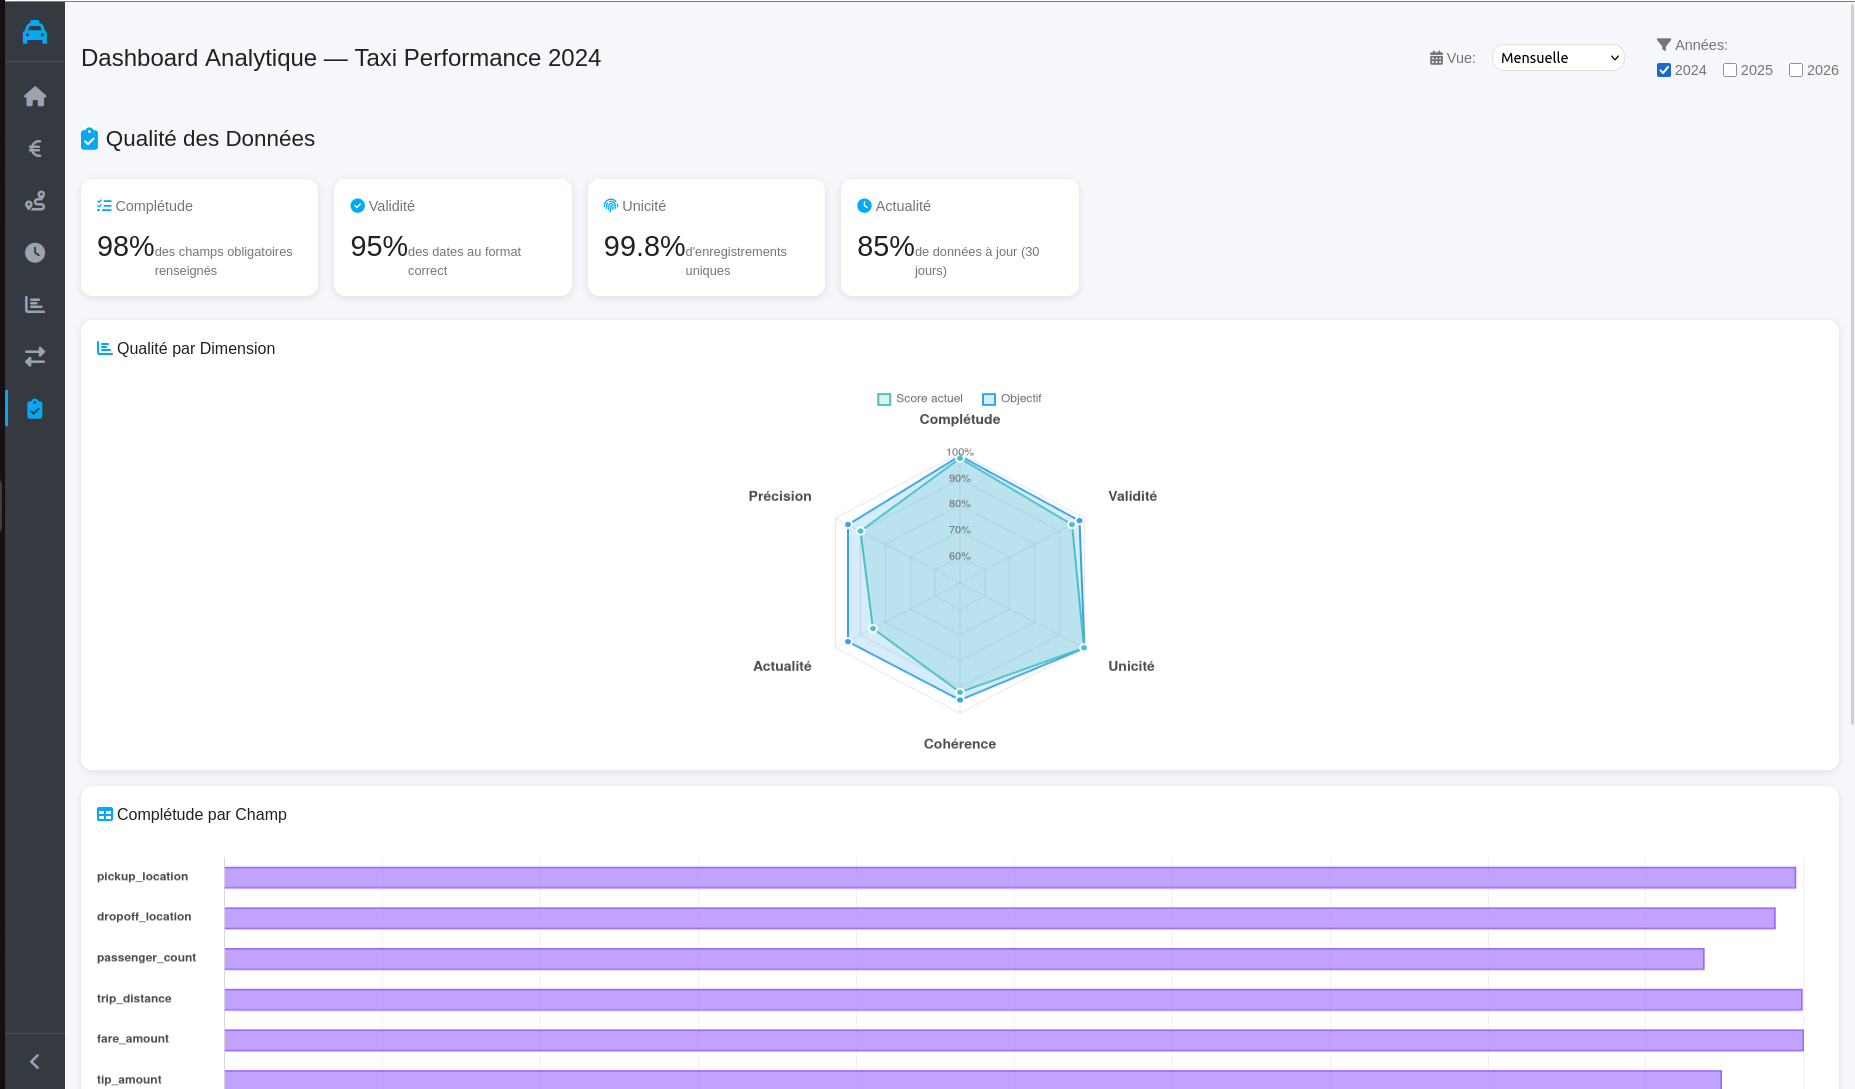 Dashboard Analytique — Taxi Performance 2024
Vue:
Mensuelle
Années:
2024
2025
2026
Qualité des Données
Complétude
98% des champs obligatoires
renseignés
Validité
95% des dates au format
correct
Unicité
99.8% d'enregistrements
uniques
Actualité
85% de données à jour (30
jours)
Qualité par Dimension
Score actuel
Objectif
Complétude
100%
90%
80%
70%
60%
Précision
Validité
Actualité
Unicité
Cohérence
Complétude par Champ
pickup_location
dropoff_location
passenger_count
trip_distance
fare_amount
tip_amount